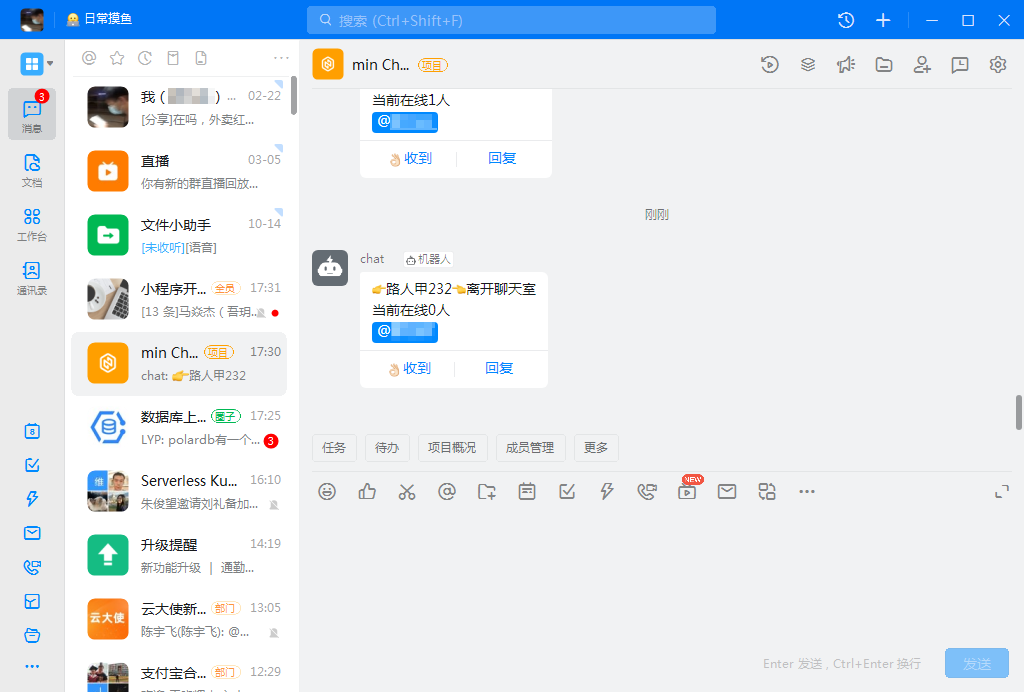 日常摸鱼
搜索 (Ctrl+Shift+F)
3
消息
文档
工作台
通讯录
8
我（ ） ...
02-22
[分享]在吗，外卖红...
直播
03-05
你有新的群直播回放...
文件小助手
10-14
[未收听][语音]
小程序开... 全员
17:31
[13 条]马焱杰（吾玥...
min Ch... 项目
17:30
chat: 👉路人甲232
数据库上... 圈子
17:25
LYP: polardb有一个...
3
Serverless Ku...
16:10
朱俊望邀请刘礼备加...
升级提醒
14:19
新功能升级 ｜ 通勤...
云大使
云大使新... 部门
13:05
陈宇飞(陈宇飞): @...
支付宝合... 部门
12:29
min Ch... 项目
当前在线1人
@
👌收到
回复
刚刚
chat 机器人
👉路人甲232👈离开聊天室
当前在线0人
@
👌收到
回复
任务
待办
项目概况
成员管理
更多
NEW
Enter 发送 , Ctrl+Enter 换行
发送